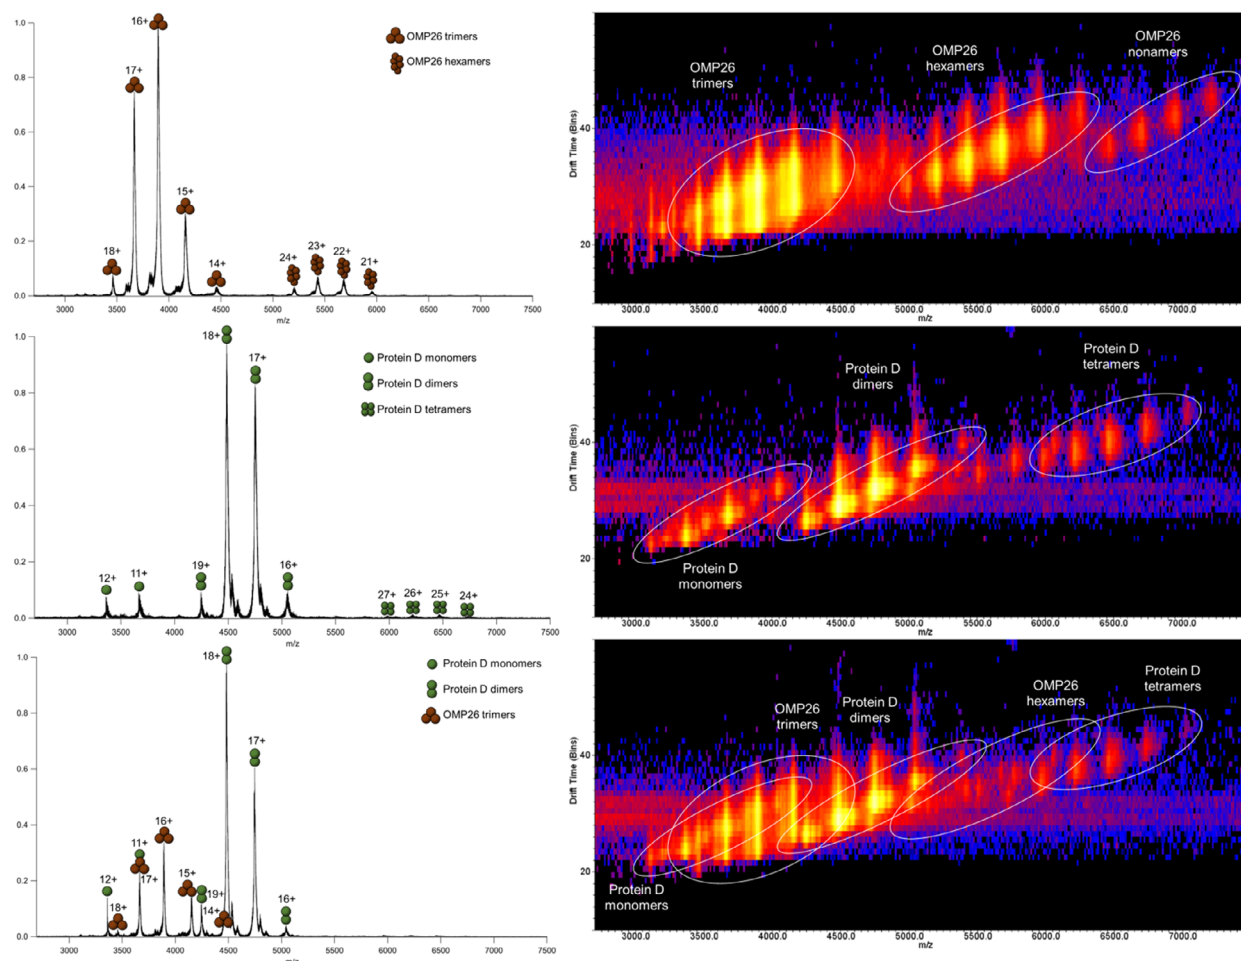 1.0
0.8
0.6
0.4
0.2
0.0
16+
17+
15+
18+
14+
24+
23+
22+
21+
OMP26 trimers
OMP26 hexamers
3000
3500
4000
4500
5000
5500
6000
6500
7000
7500
m/z
OMP26
trimers
OMP26
hexamers
OMP26
nonamers
Drift Time (Bins)
40
20
3000.0
3500.0
4000.0
4500.0
5000.0
5500.0
6000.0
6500.0
7000.0
m/z
1.0
0.8
0.6
0.4
0.2
0.0
18+
17+
12+
11+
19+
16+
27+
26+
25+
24+
Protein D monomers
Protein D dimers
Protein D tetramers
3000
3500
4000
4500
5000
5500
6000
6500
7000
7500
m/z
Protein D
dimers
Protein D
tetramers
Protein D
monomers
Drift Time (Bins)
40
20
3000.0
3500.0
4000.0
4500.0
5000.0
5500.0
6000.0
6500.0
7000.0
m/z
1.0
0.8
0.6
0.4
0.2
0.0
18+
17+
16+
11+
17+
12+
18+
15+
19+
14+
16+
Protein D monomers
Protein D dimers
OMP26 trimers
3000
3500
4000
4500
5000
5500
6000
6500
7000
7500
m/z
OMP26
trimers
Protein D
dimers
OMP26
hexamers
Protein D
tetramers
Protein D
monomers
Drift Time (Bins)
40
20
3000.0
3500.0
4000.0
4500.0
5000.0
5500.0
6000.0
6500.0
7000.0
m/z